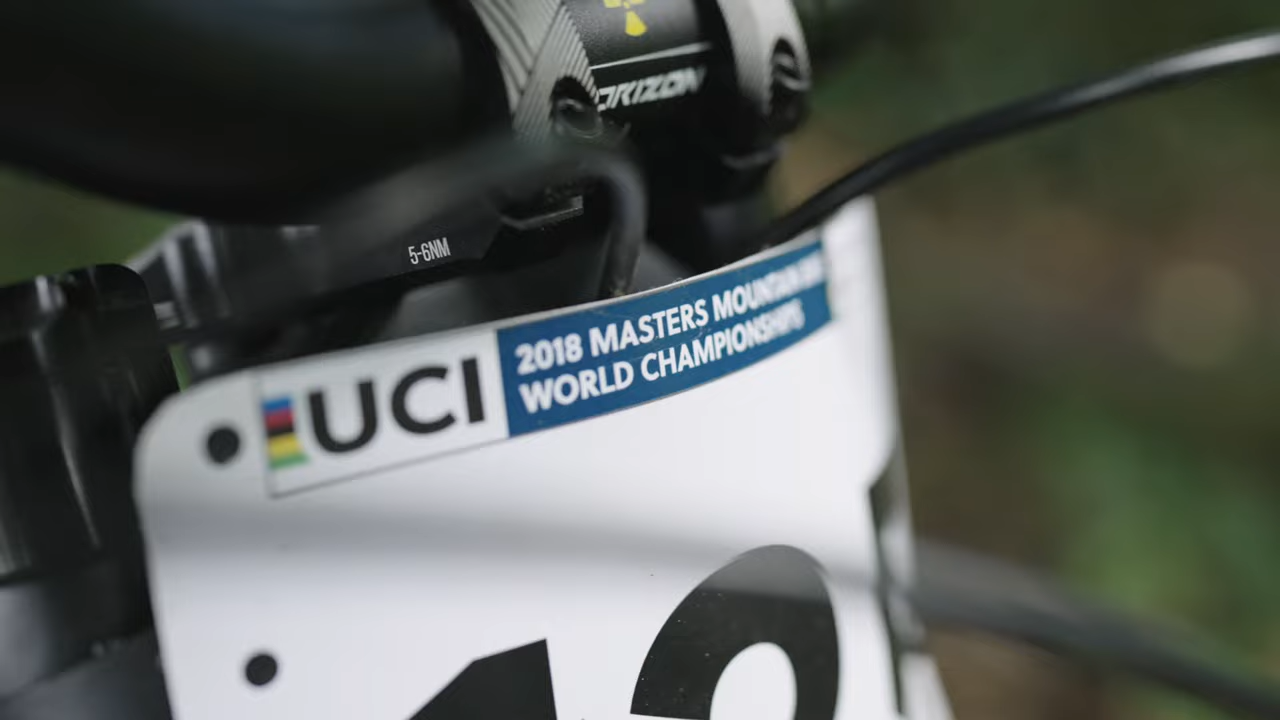 ORIZON
5-6NM
UCI
2018 MASTERS MOUNTAIN
WORLD CHAMPIONSHIPS